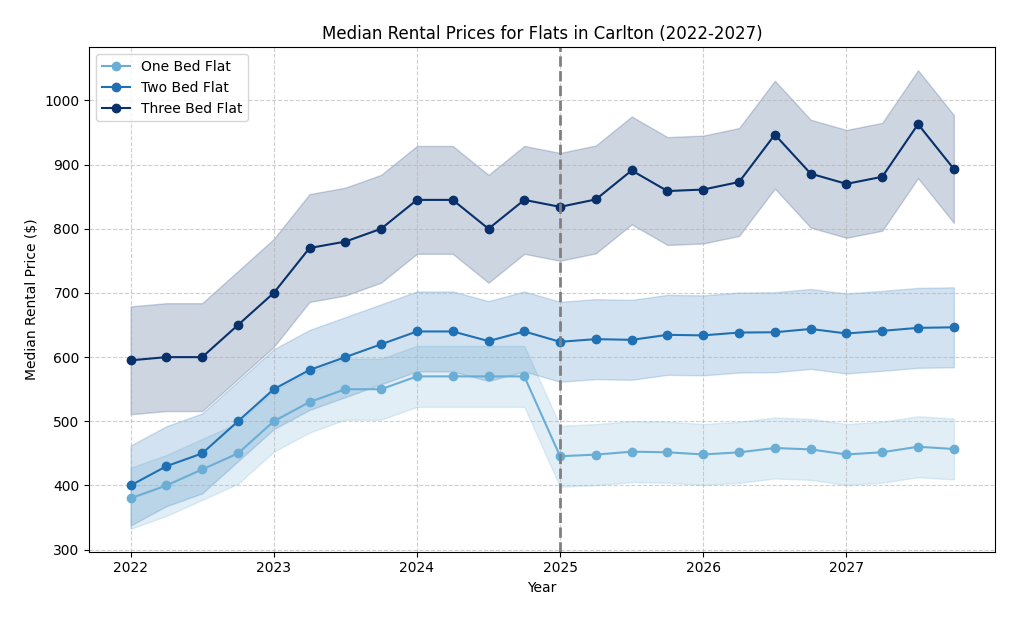 Median Rental Prices for Flats in Carlton (2022-2027)
One Bed Flat
Two Bed Flat
Three Bed Flat
Median Rental Price ($)
1000
900
800
700
600
500
400
300
2022 2023 2024 2025 2026 2027
Year